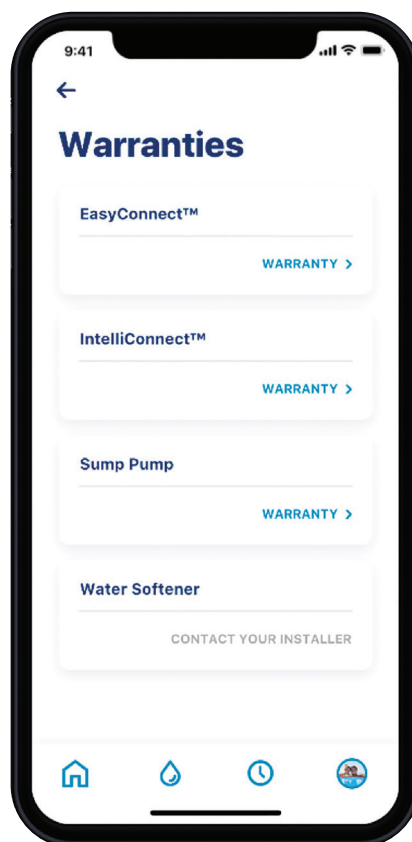 9:41
Warranties
EasyConnect™
WARRANTY >
IntelliConnect™
WARRANTY >
Sump Pump
WARRANTY >
Water Softener
CONTACT YOUR INSTALLER